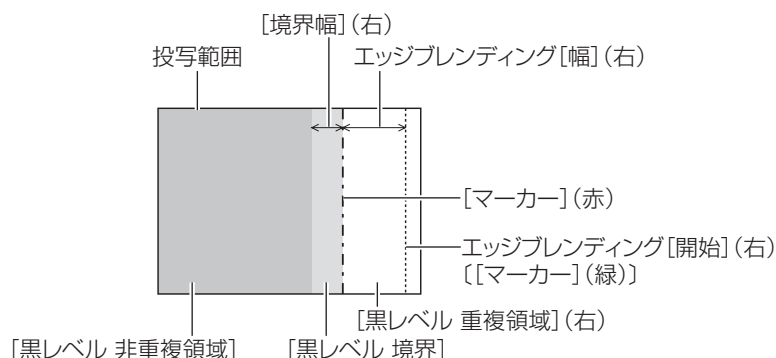 [境界幅](右)
投写範囲
エッジブレンディング[幅](右)
[マーカー](赤)
エッジブレンディング[開始](右)
〔[マーカー](緑)〕
[黒レベル 重複領域](右)
[黒レベル 非重複領域]
[黒レベル 境界]